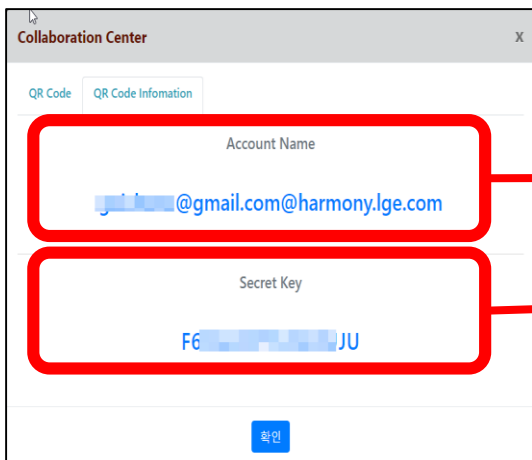 Collaboration Center
X
QR Code
QR Code Infomation
Account Name
@gmail.com@harmony.lge.com
Secret Key
F6
JU
확인